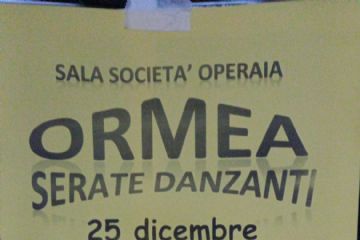 SALA SOCIETA' OPERAIA
ORMEA
SERATE DANZANTI
25 dicembre